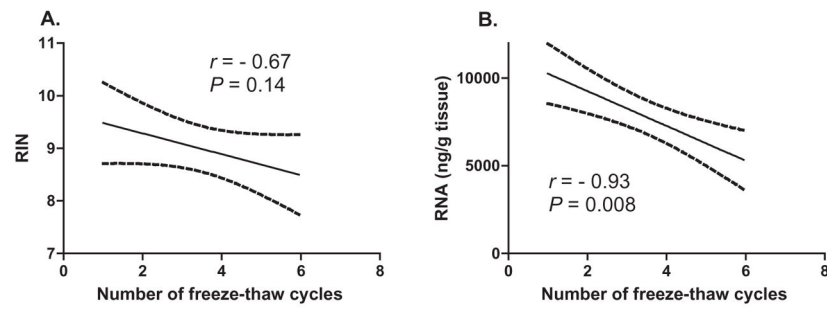 A.
11
10
9
8
7
RIN
r = - 0.67
P = 0.14
0 2 4 6 8
Number of freeze-thaw cycles
B.
10000
5000
0
RNA (ng/g tissue)
r = - 0.93
P = 0.008
0 2 4 6 8
Number of freeze-thaw cycles